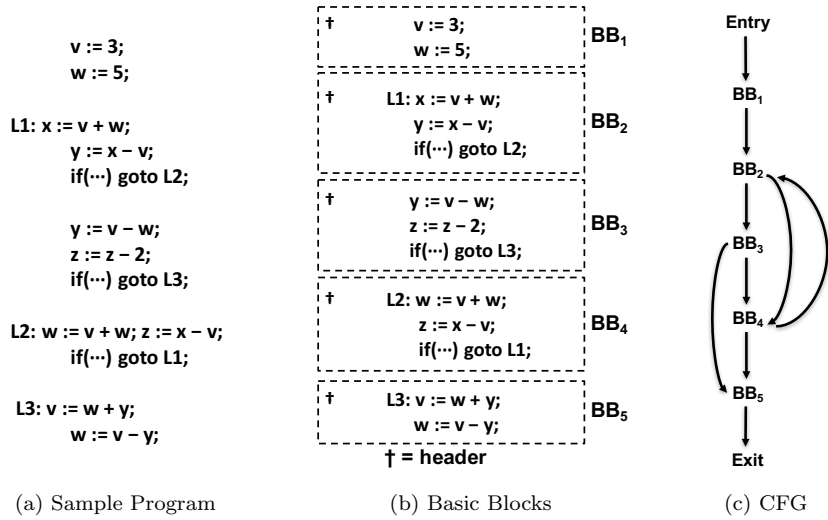 v := 3;
w := 5;
L1: x := v + w;
y := x – v;
if(···) goto L2;
y := v – w;
z := z – 2;
if(···) goto L3;
L2: w := v + w; z := x – v;
if(···) goto L1;
L3: v := w + y;
w := v – y;
(a) Sample Program
† v := 3;
w := 5;
BB1
† L1: x := v + w;
y := x – v;
if(···) goto L2;
BB2
† y := v – w;
z := z – 2;
if(···) goto L3;
BB3
† L2: w := v + w;
z := x – v;
if(···) goto L1;
BB4
† L3: v := w + y;
w := v – y;
BB5
† = header
(b) Basic Blocks
Entry
BB1
BB2
BB3
BB4
BB5
Exit
(c) CFG